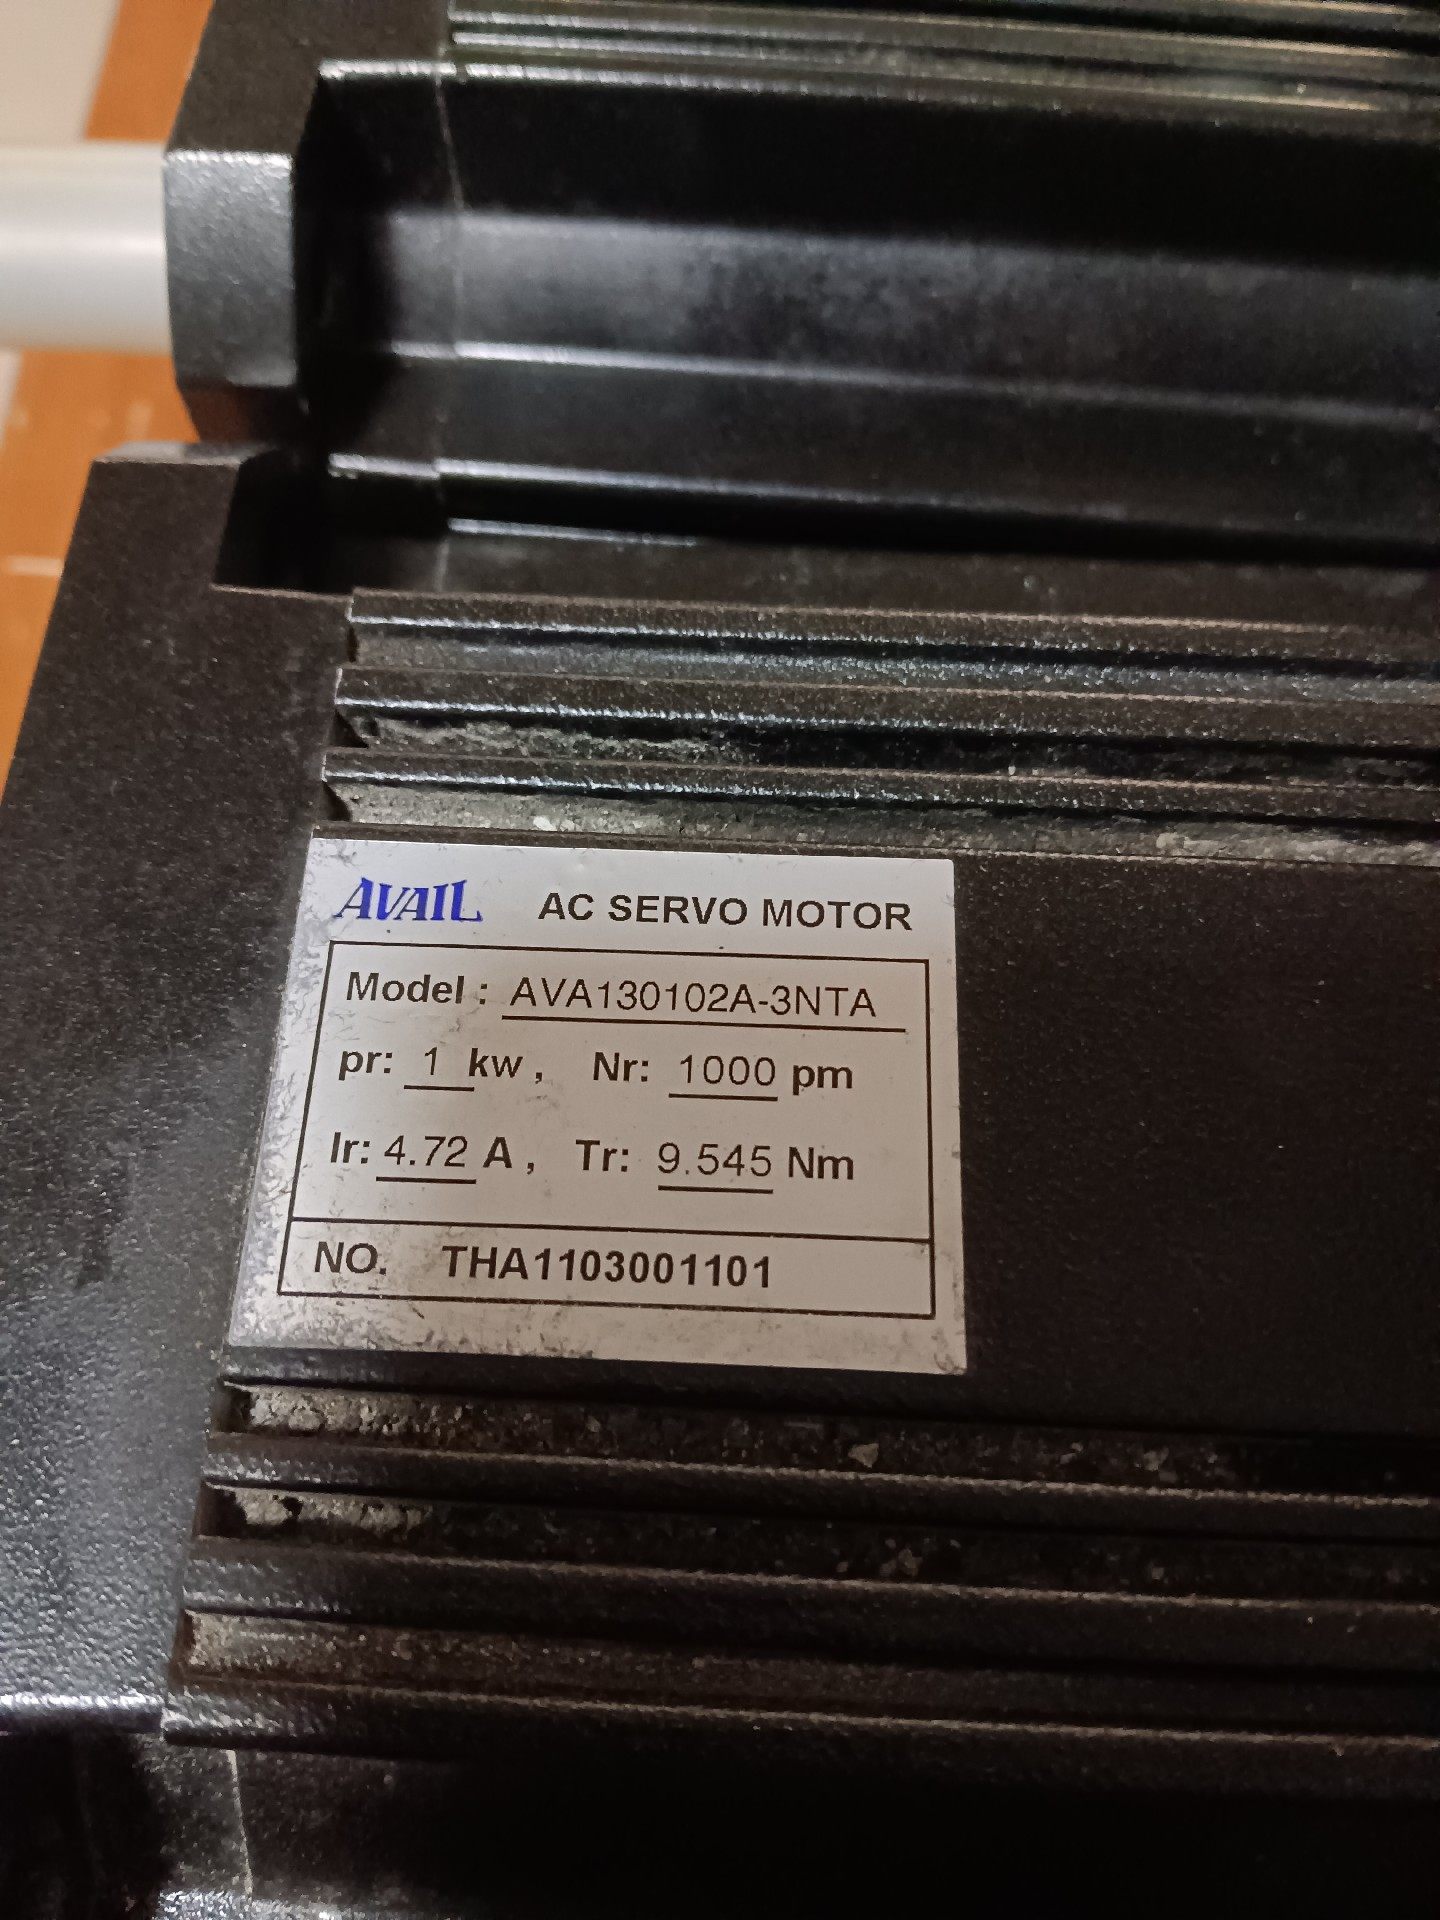 AVAIL AC SERVO MOTOR
Model : AVA130102A-3NTA
pr: 1 kw , Nr: 1000 pm
Ir: 4.72 A , Tr: 9.545 Nm
NO. THA1103001101